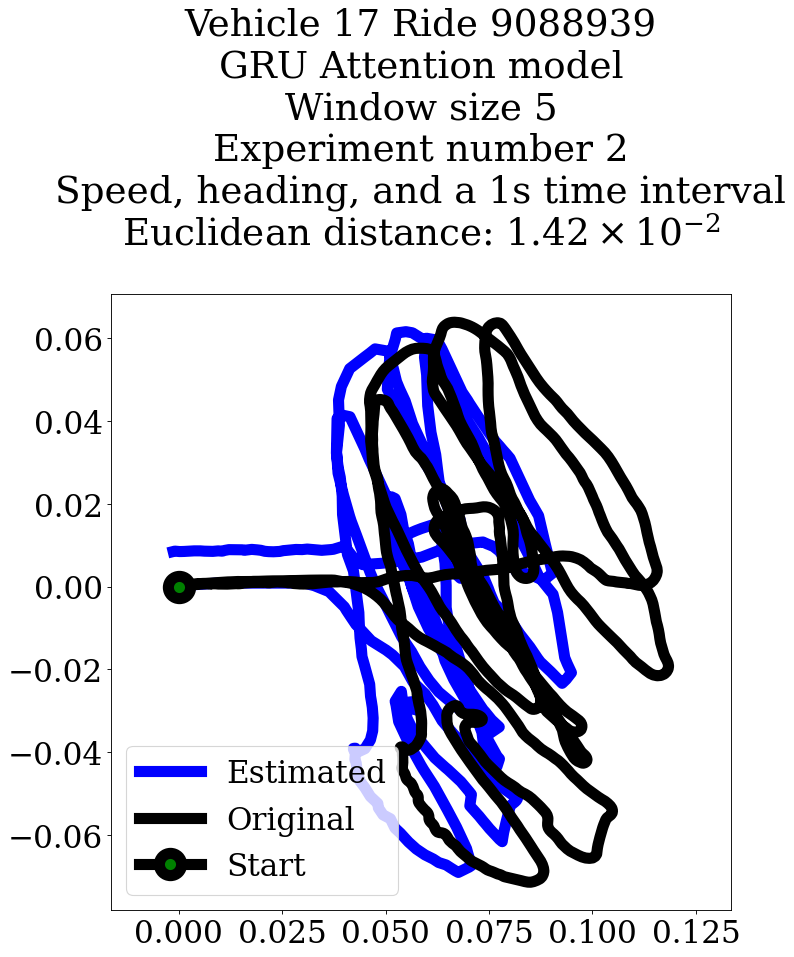 Vehicle 17 Ride 9088939
GRU Attention model
Window size 5
Experiment number 2
Speed, heading, and a 1s time interval
Euclidean distance: 1.42 × 10⁻²
0.06
0.04
0.02
0.00
−0.02
−0.04
−0.06
Estimated
Original
Start
0.000 0.025 0.050 0.075 0.100 0.125